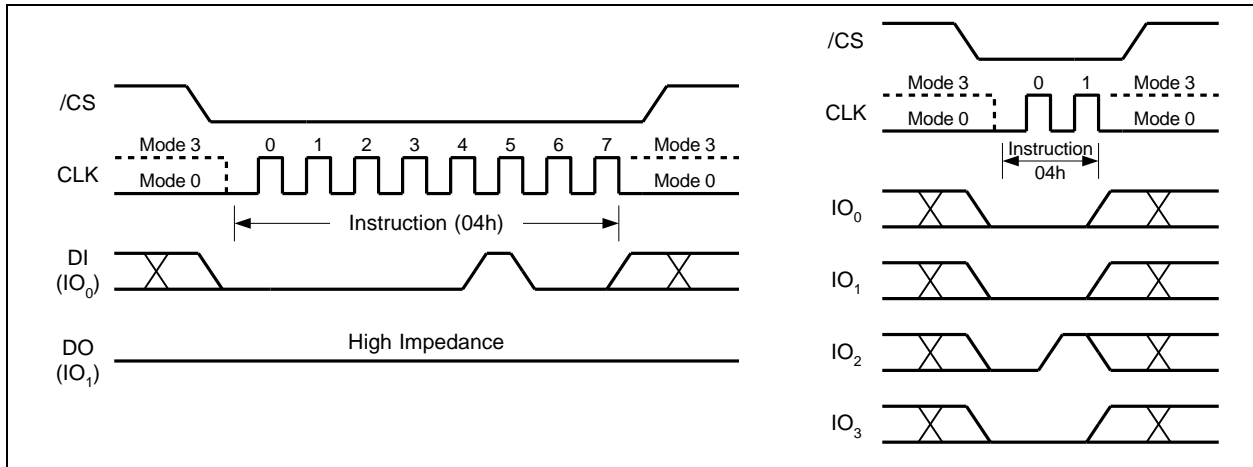 /CS
Mode 3 0 1 2 3 4 5 6 7 Mode 3
CLK
Mode 0 Mode 0
Instruction (04h)
DI
(IO0)
High Impedance
DO
(IO1)
/CS
Mode 3 0 1 Mode 3
CLK
Mode 0 Mode 0
Instruction
04h
IO0
IO1
IO2
IO3